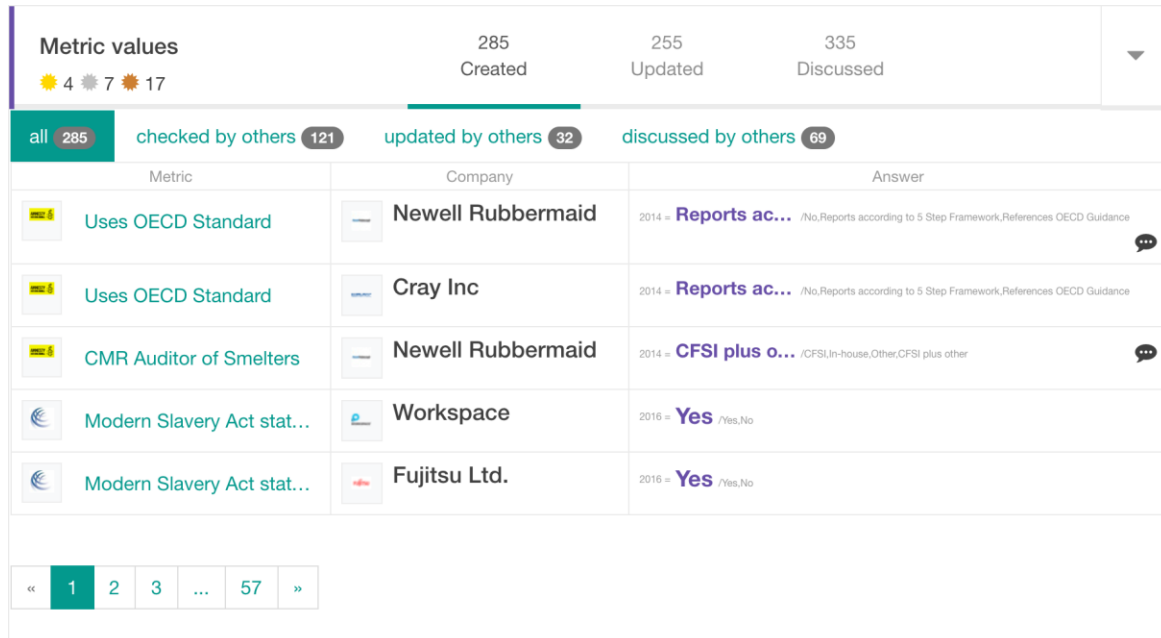 Metric values
4 7 17
285
Created
255
Updated
335
Discussed
all 285 checked by others 121 updated by others 32 discussed by others 69
Metric Company Answer
Uses OECD Standard Newell Rubbermaid 2014 = Reports ac... /No,Reports according to 5 Step Framework,References OECD Guidance
Uses OECD Standard Cray Inc 2014 = Reports ac... /No,Reports according to 5 Step Framework,References OECD Guidance
CMR Auditor of Smelters Newell Rubbermaid 2014 = CFSI plus o... /CFSI,In-house,Other,CFSI plus other
Modern Slavery Act stat... Workspace 2016 = Yes /Yes,No
Modern Slavery Act stat... Fujitsu Ltd. 2016 = Yes /Yes,No
« 1 2 3 ... 57 »